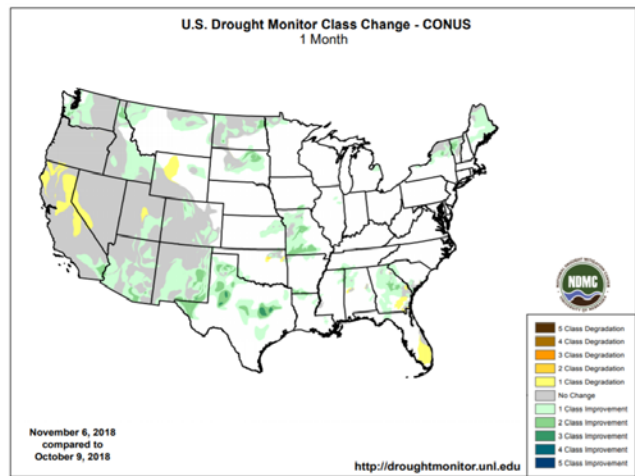 U.S. Drought Monitor Class Change - CONUS
1 Month
NDMC
5 Class Degradation
4 Class Degradation
3 Class Degradation
2 Class Degradation
1 Class Degradation
No Change
1 Class Improvement
2 Class Improvement
3 Class Improvement
4 Class Improvement
5 Class Improvement
November 6, 2018
compared to
October 9, 2018
http://droughtmonitor.unl.edu